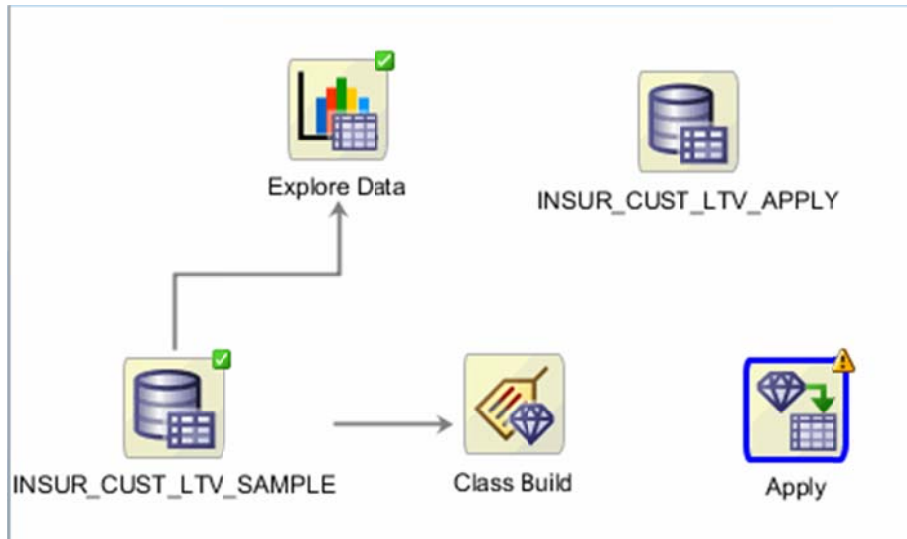 Explore Data
INSUR_CUST_LTV_APPLY
INSUR_CUST_LTV_SAMPLE
Class Build
Apply